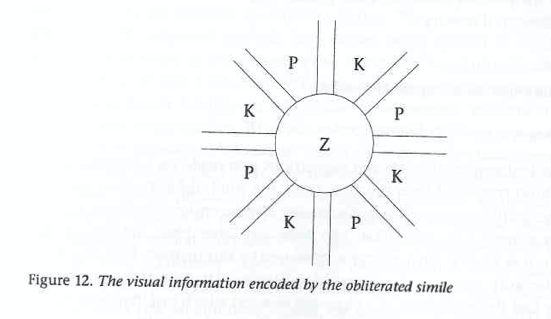 P K
K P
Z
P K
K P
Figure 12. The visual information encoded by the obliterated simile